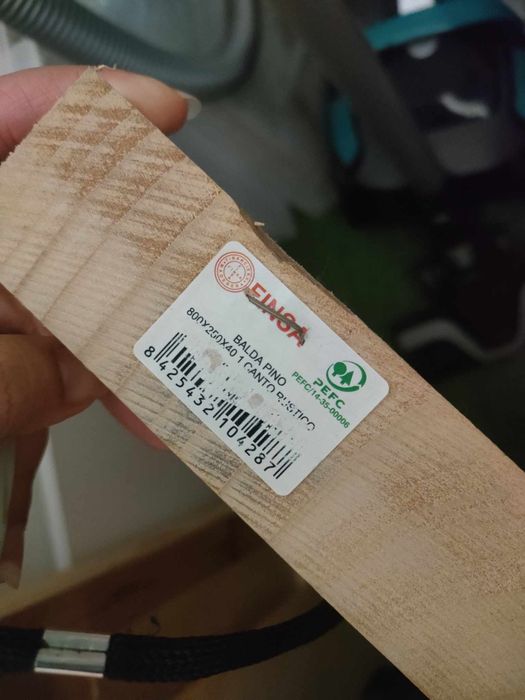 FINSA
BALDA PINO
800X250X40 1 CANTO RUSTICO
PEFC
PEFC/14-35-00006
8 425432 104287